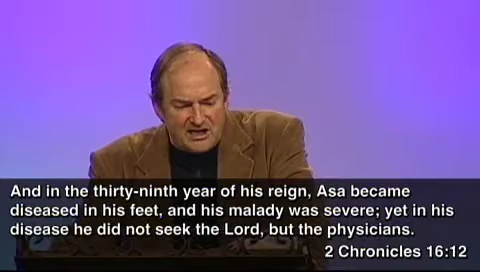 And in the thirty-ninth year of his reign, Asa became
diseased in his feet, and his malady was severe; yet in his
disease he did not seek the Lord, but the physicians.
2 Chronicles 16:12